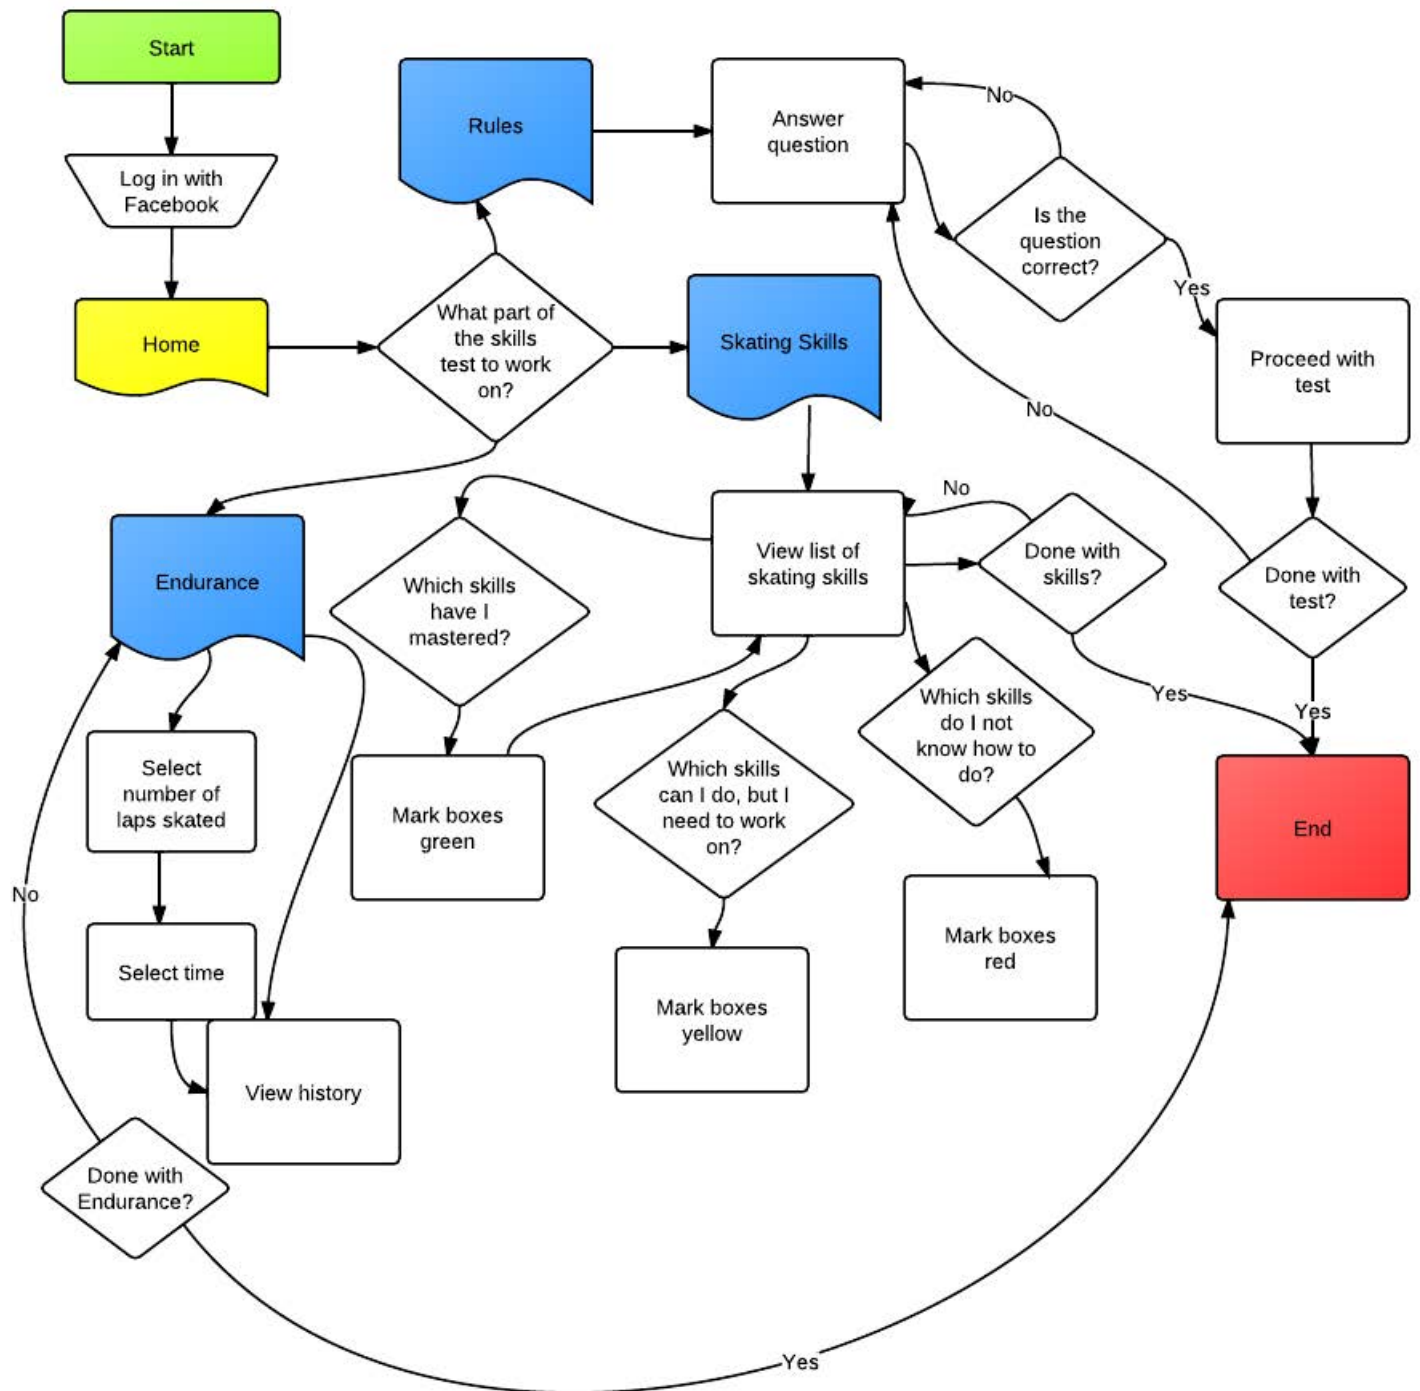 Start
Log in with
Facebook
Home
Rules
Answer
question
No
Is the
question
correct?
Yes
What part of
the skills
test to work
on?
Skating Skills
Proceed with
test
No
Endurance
Which skills
have I
mastered?
View list of
skating skills
No
Done with
skills?
Done with
test?
Yes
Yes
Select
number of
laps skated
Mark boxes
green
Which skills
can I do, but I
need to work
on?
Which skills
do I not
know how to
do?
End
No
Select time
Mark boxes
yellow
Mark boxes
red
View history
Done with
Endurance?
Yes